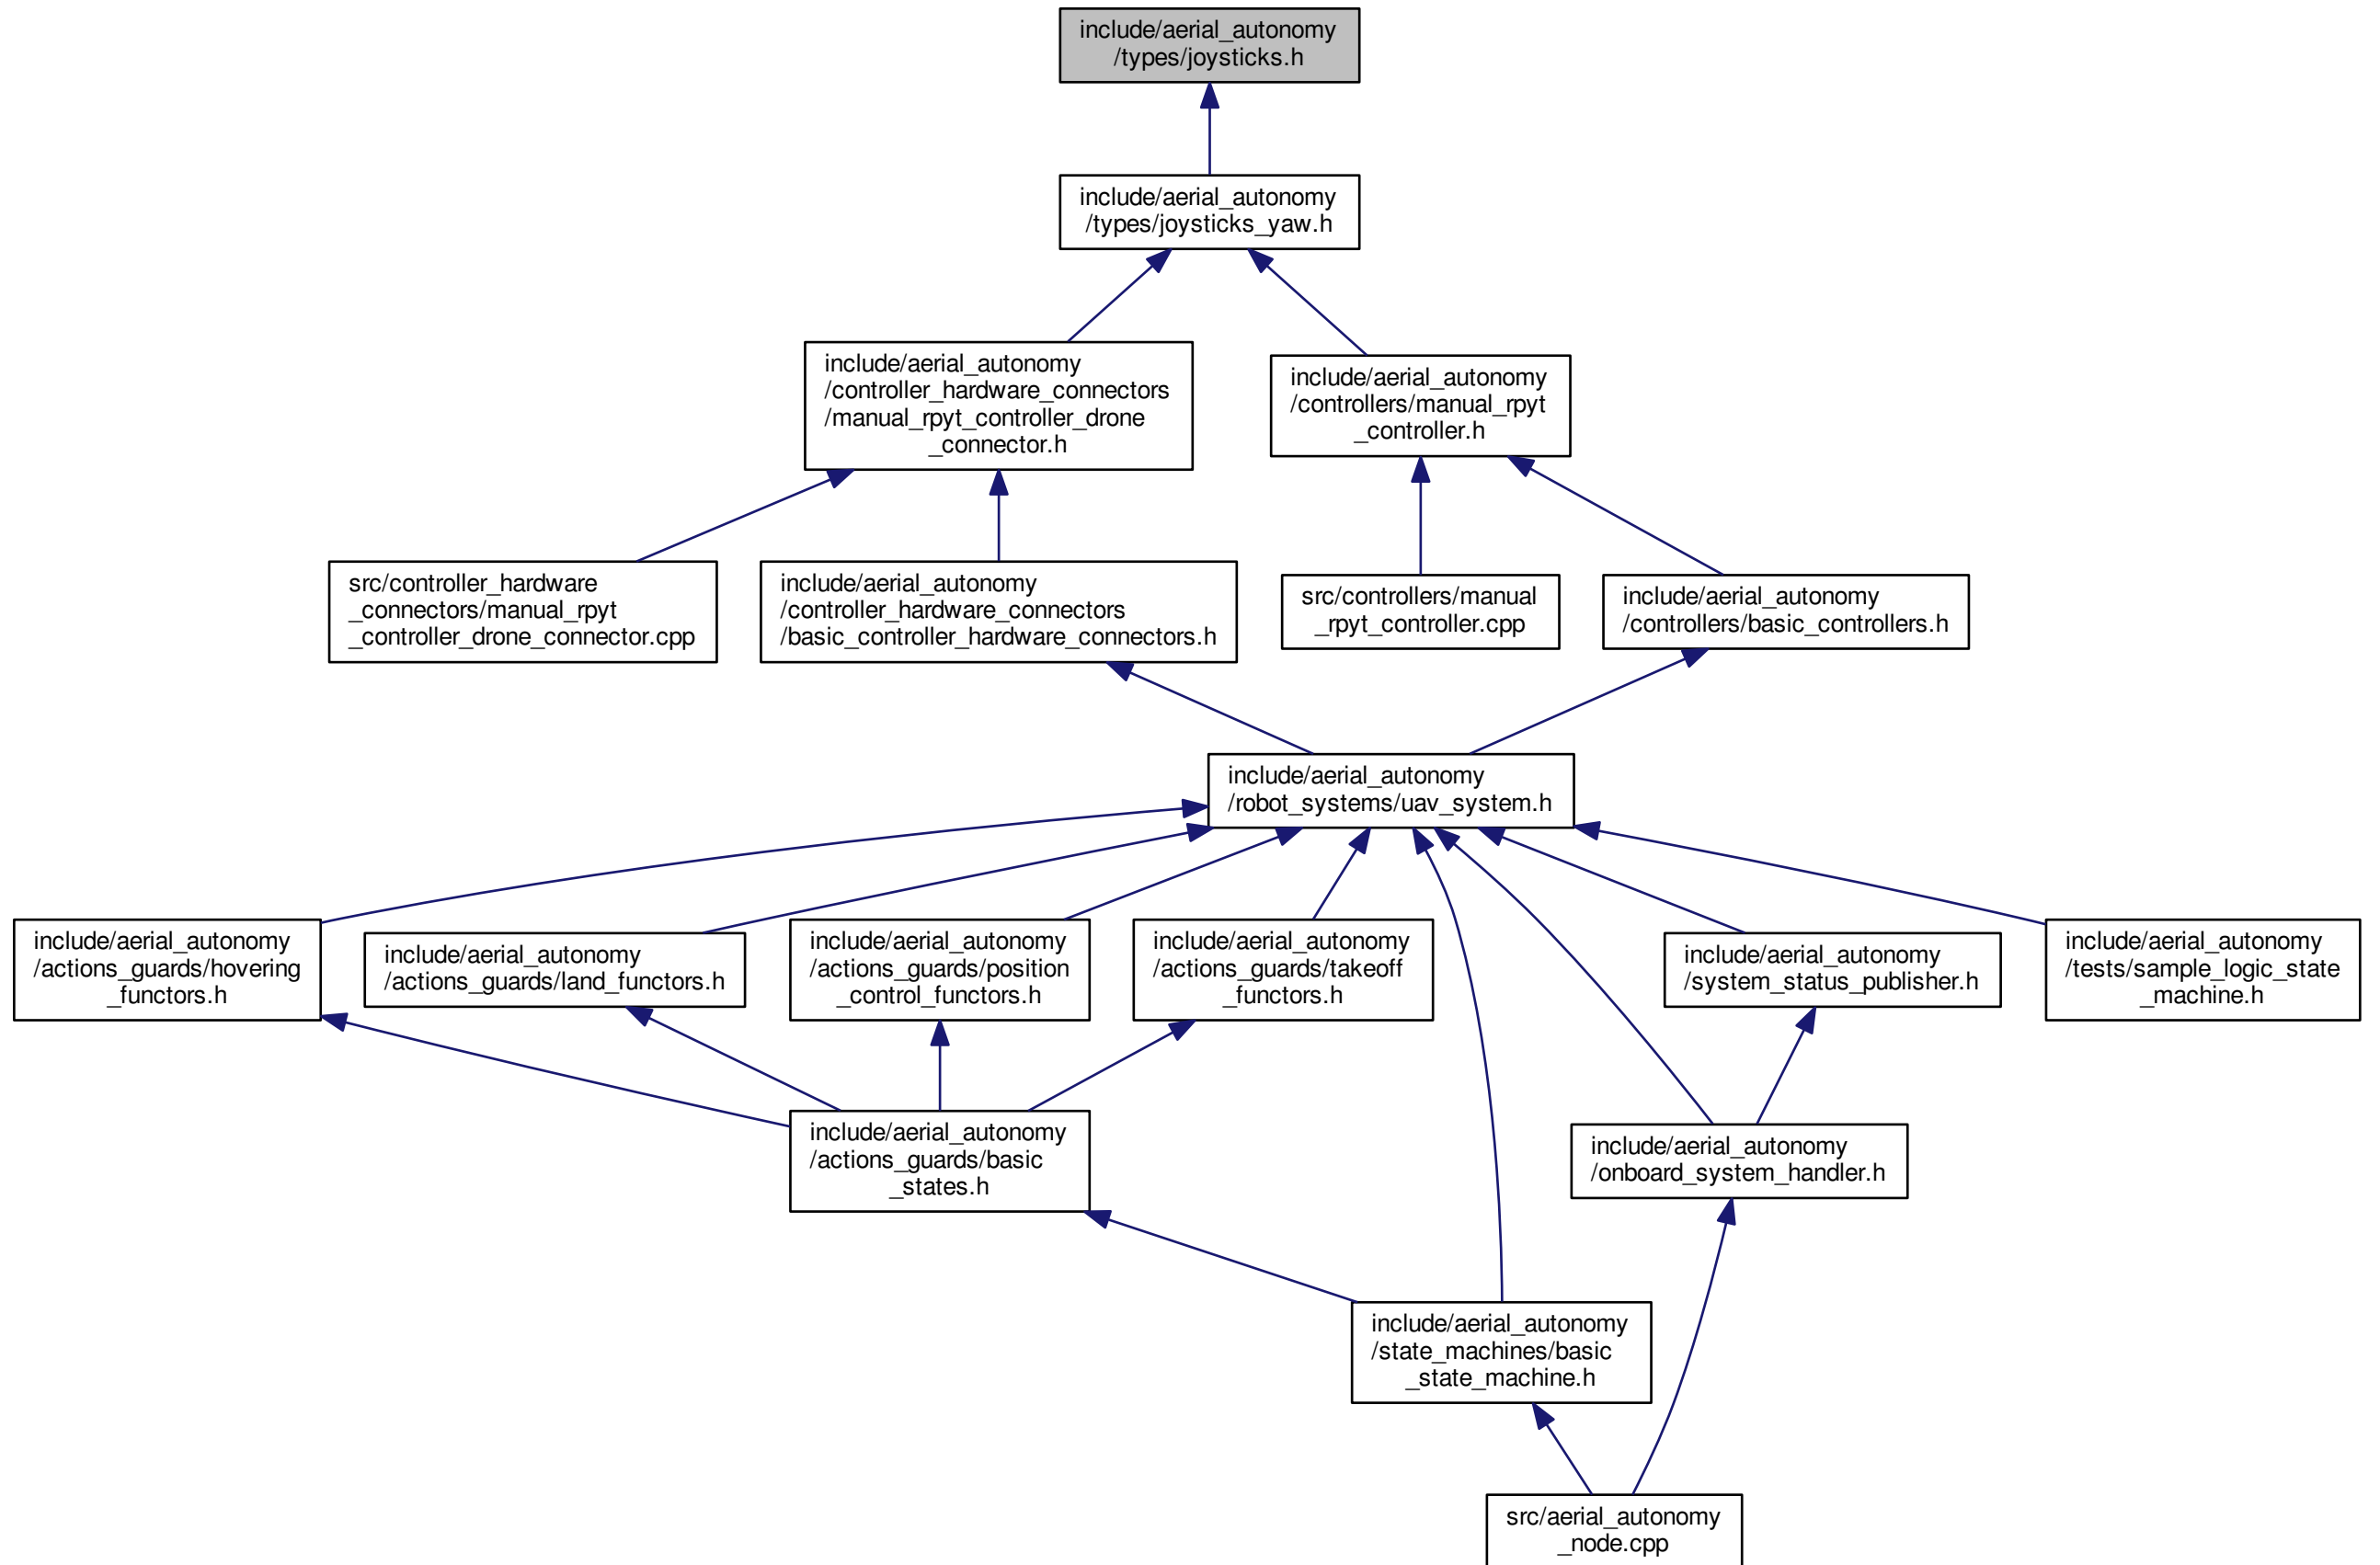 include/aerial_autonomy
/types/joysticks.h
include/aerial_autonomy
/types/joysticks_yaw.h
include/aerial_autonomy
/controller_hardware_connectors
/manual_rpyt_controller_drone
_connector.h
include/aerial_autonomy
/controllers/manual_rpyt
_controller.h
src/controller_hardware
_connectors/manual_rpyt
_controller_drone_connector.cpp
include/aerial_autonomy
/controller_hardware_connectors
/basic_controller_hardware_connectors.h
src/controllers/manual
_rpyt_controller.cpp
include/aerial_autonomy
/controllers/basic_controllers.h
include/aerial_autonomy
/robot_systems/uav_system.h
include/aerial_autonomy
/actions_guards/hovering
_functors.h
include/aerial_autonomy
/actions_guards/land_functors.h
include/aerial_autonomy
/actions_guards/position
_control_functors.h
include/aerial_autonomy
/actions_guards/takeoff
_functors.h
include/aerial_autonomy
/system_status_publisher.h
include/aerial_autonomy
/tests/sample_logic_state
_machine.h
include/aerial_autonomy
/actions_guards/basic
_states.h
include/aerial_autonomy
/onboard_system_handler.h
include/aerial_autonomy
/state_machines/basic
_state_machine.h
src/aerial_autonomy
_node.cpp